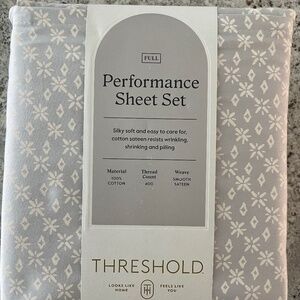 FULL
Performance
Sheet Set
Silky soft and easy to care for,
cotton sateen resists wrinkling,
shrinking and pilling
Material Thread Count Weave
100% COTTON 400 SMOOTH SATEEN
THRESHOLD
LOOKS LIKE HOME FEELS LIKE YOU